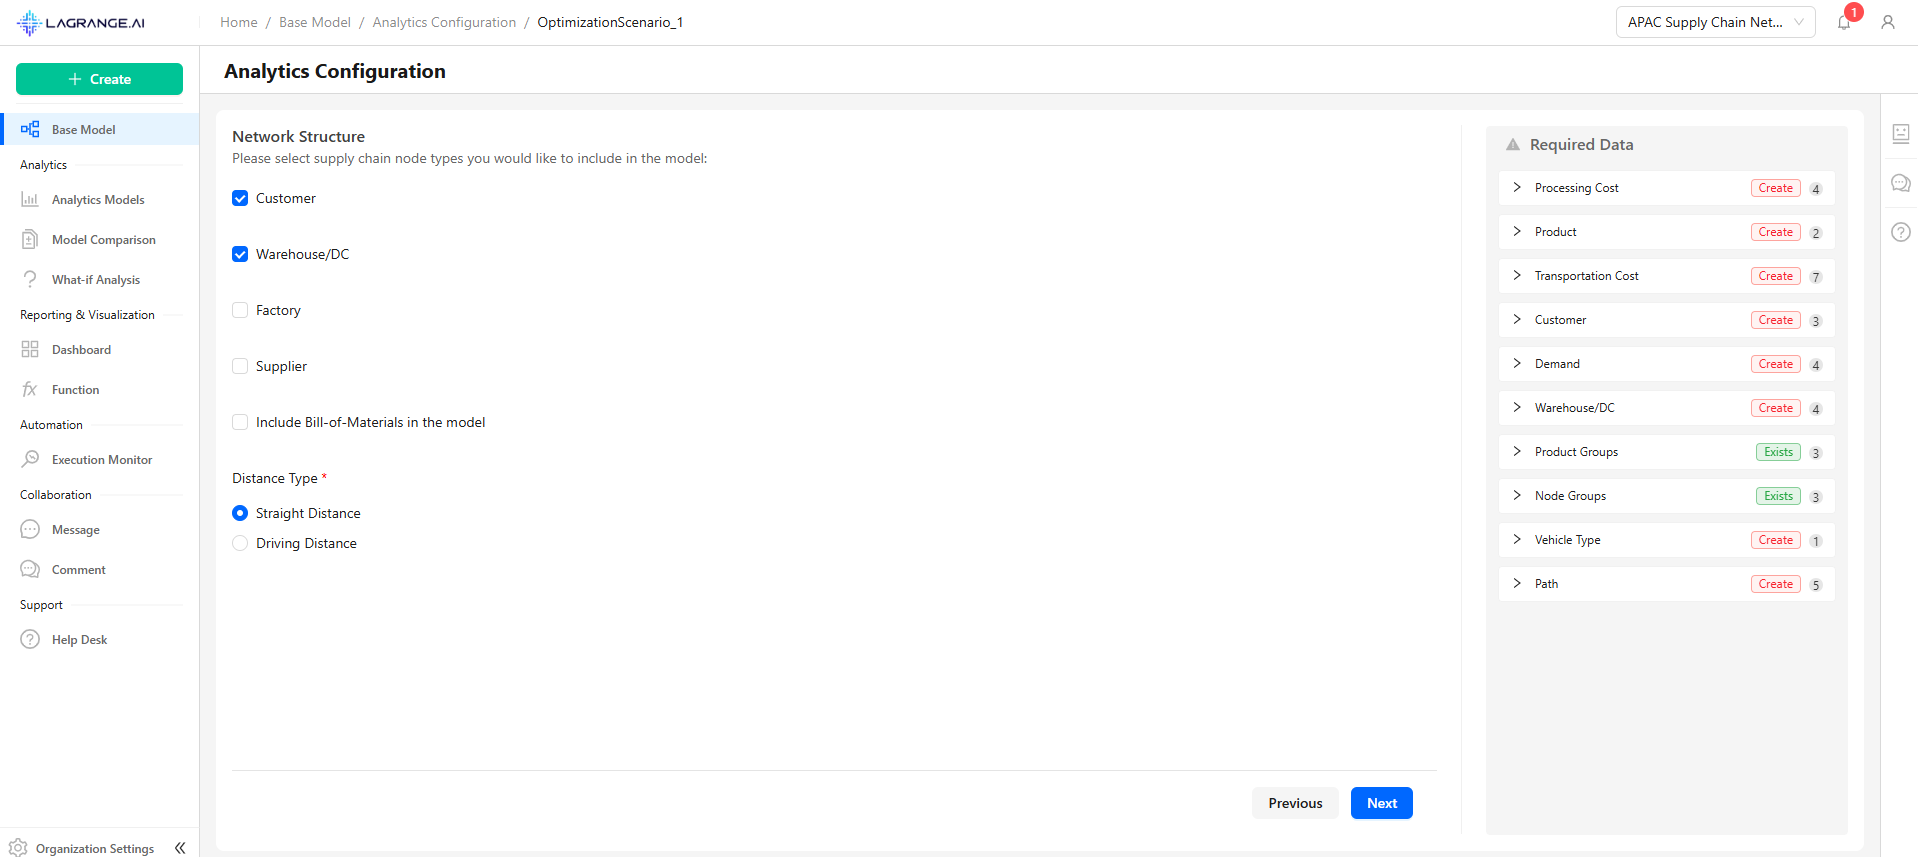 LAGRANGE.AI
Home / Base Model / Analytics Configuration / OptimizationScenario_1
APAC Supply Chain Net...
1
+ Create
Base Model
Analytics
Analytics Models
Model Comparison
What-if Analysis
Reporting & Visualization
Dashboard
Function
Automation
Execution Monitor
Collaboration
Message
Comment
Support
Help Desk
Organization Settings
Analytics Configuration
Network Structure
Please select supply chain node types you would like to include in the model:
Customer
Warehouse/DC
Factory
Supplier
Include Bill-of-Materials in the model
Distance Type *
Straight Distance
Driving Distance
Previous
Next
Required Data
Processing Cost Create 4
Product Create 2
Transportation Cost Create 7
Customer Create 3
Demand Create 4
Warehouse/DC Create 4
Product Groups Exists 3
Node Groups Exists 3
Vehicle Type Create 1
Path Create 5